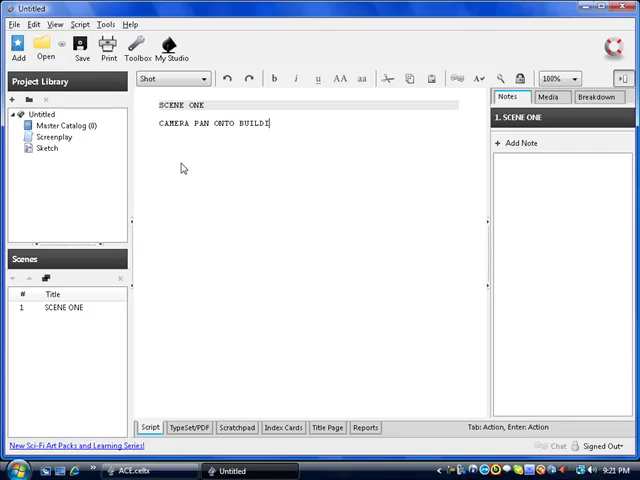 Untitled
File Edit View Script Tools Help
Add Open Save Print Toolbox My Studio
Project Library
Untitled
Master Catalog (0)
Screenplay
Sketch
Scenes
# Title
1 SCENE ONE
Shot
b i u AA aa
100%
SCENE ONE
CAMERA PAN ONTO BUILDI
Notes Media Breakdown
1. SCENE ONE
+ Add Note
Script TypeSet/PDF Scratchpad Index Cards Title Page Reports
Tab: Action, Enter: Action
New Sci-Fi Art Packs and Learning Series!
Chat Signed Out
ACE.celtx
Untitled
9:21 PM